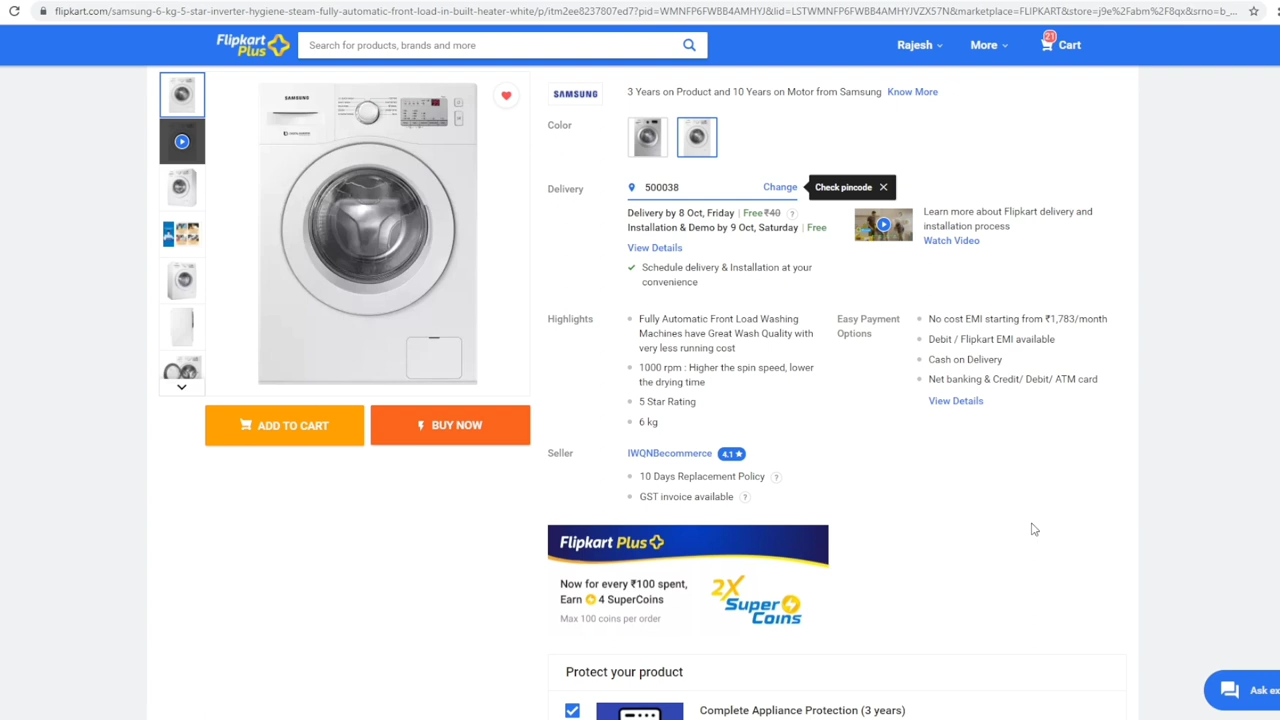 flipkart.com/samsung-6-kg-5-star-inverter-hygiene-steam-fully-automatic-front-load-in-built-heater-white/p/itm2ee8237807ed7?pid=WMNFP6FWBB4AMHYJ&lid=LSTWMNFP6FWBB4AMHYJVZX57N&marketplace=FLIPKART&store=j9e%2Fabm%2F8qx&srno=b_...
Flipkart Plus
Search for products, brands and more
Rajesh
More
21
Cart
SAMSUNG
SAMSUNG
3 Years on Product and 10 Years on Motor from Samsung Know More
Color
Delivery
500038
Change
Check pincode
Delivery by 8 Oct, Friday | Free ₹40 ?
Installation & Demo by 9 Oct, Saturday | Free
View Details
Schedule delivery & Installation at your
convenience
Learn more about Flipkart delivery and
installation process
Watch Video
Highlights
Fully Automatic Front Load Washing
Machines have Great Wash Quality with
very less running cost
1000 rpm : Higher the spin speed, lower
the drying time
5 Star Rating
6 kg
Easy Payment
Options
No cost EMI starting from ₹1,783/month
Debit / Flipkart EMI available
Cash on Delivery
Net banking & Credit/ Debit/ ATM card
View Details
ADD TO CART
BUY NOW
Seller
IWQNBecommerce 4.1 ★
10 Days Replacement Policy ?
GST invoice available ?
Flipkart Plus
Now for every ₹100 spent,
Earn 4 SuperCoins
Max 100 coins per order
2X
Super
Coins
Protect your product
Complete Appliance Protection (3 years)
Ask ex